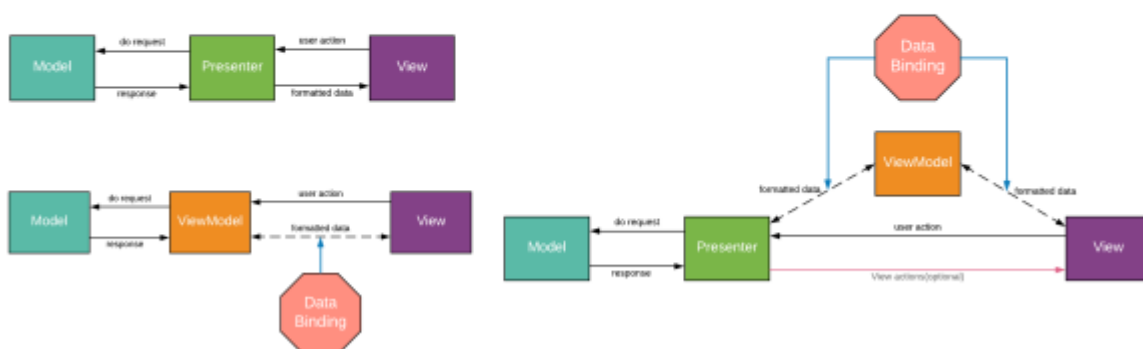 do request
user action
Model
Presenter
View
response
formatted data
do request
user action
Model
ViewModel
formatted data
View
response
Data
Binding
Data
Binding
ViewModel
formatted data
formatted data
do request
user action
Model
Presenter
View
response
View actions(optional)